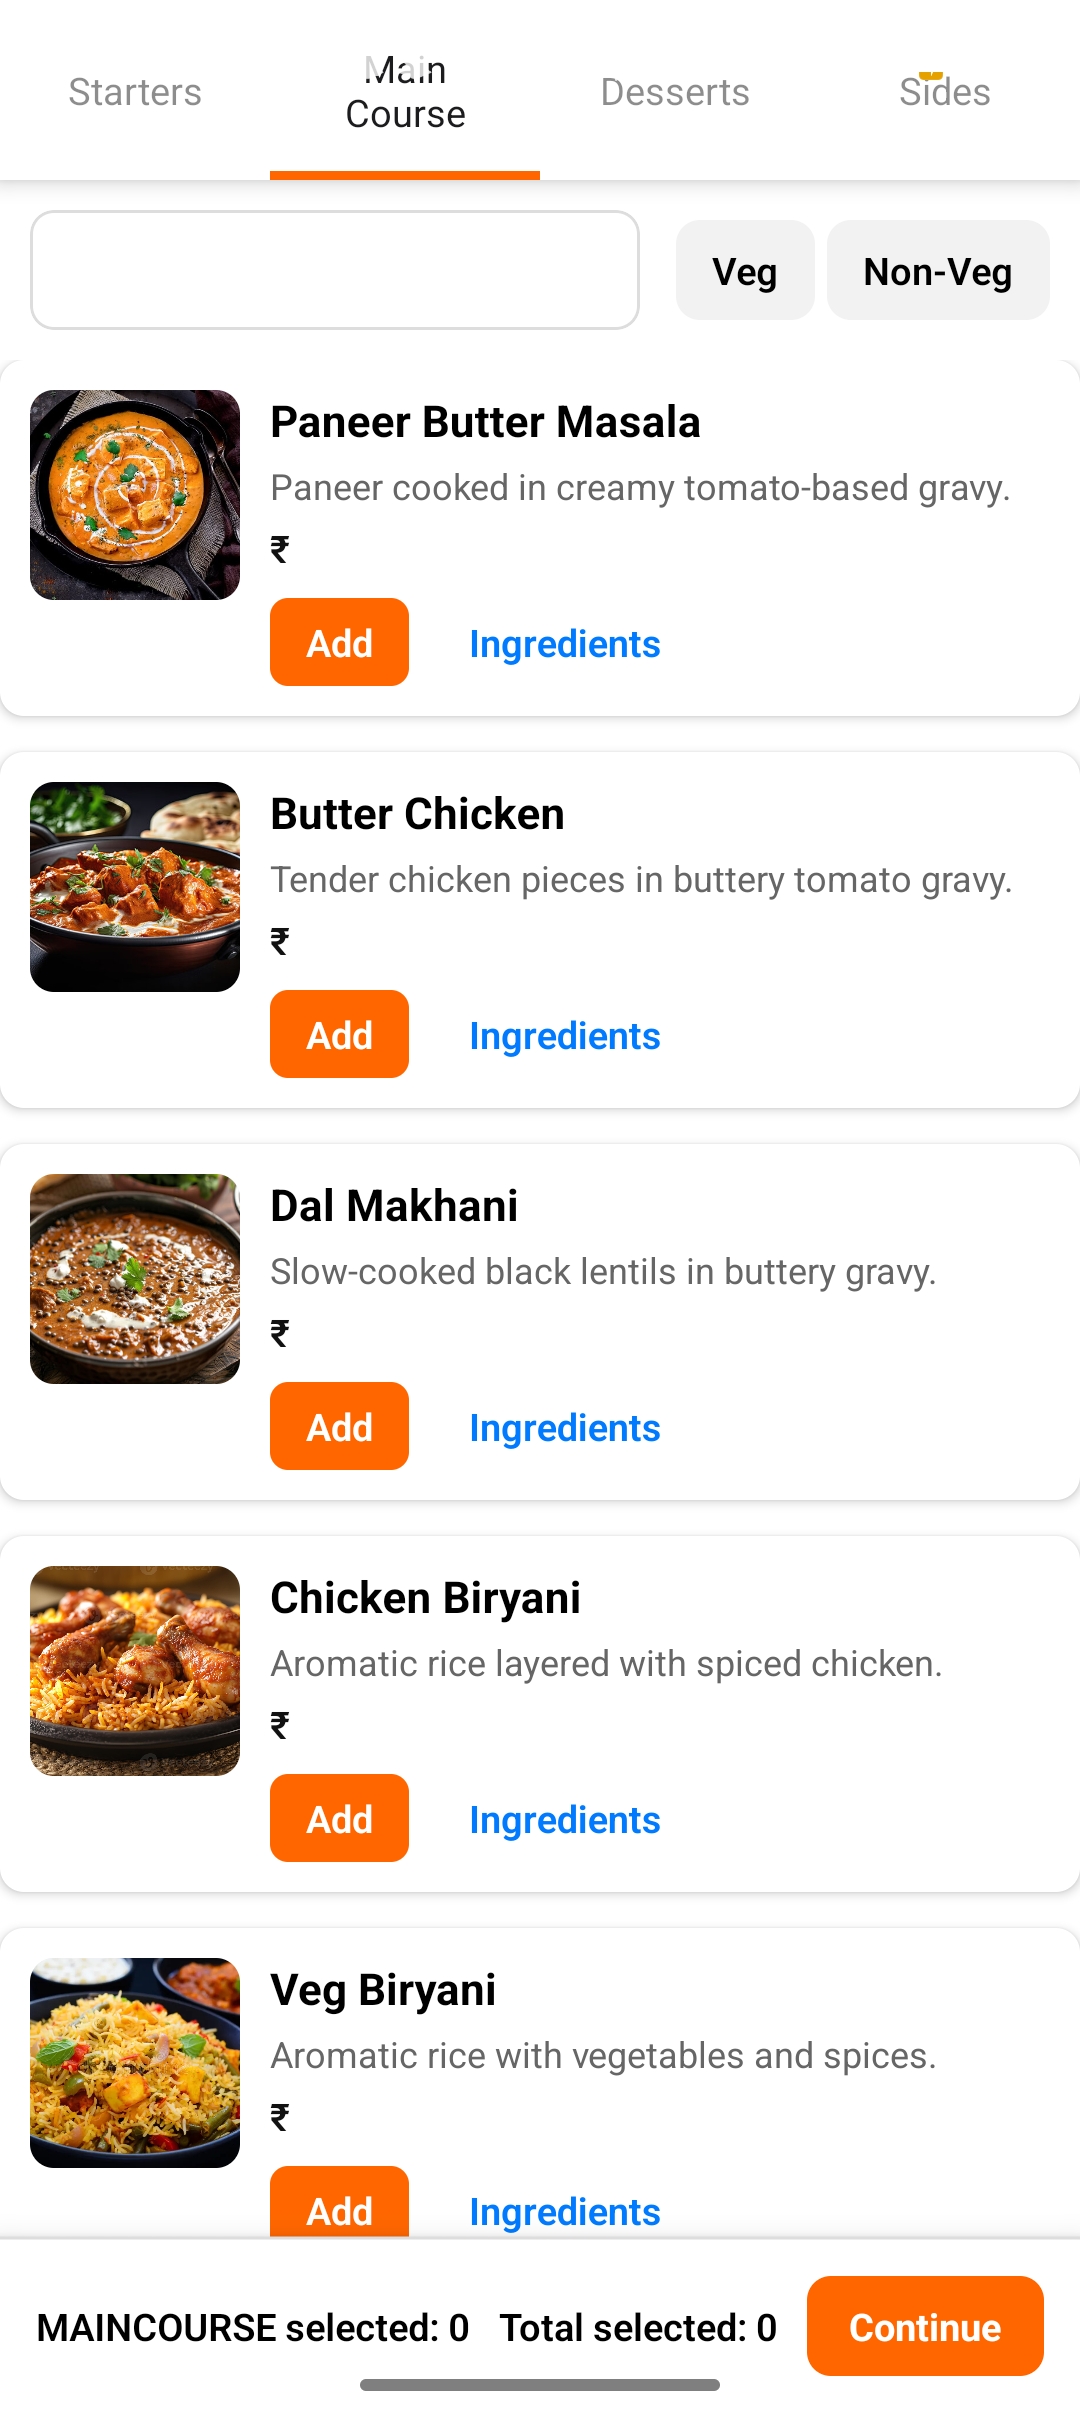 Starters
Main
Course
Desserts
Sides
Veg
Non-Veg
Paneer Butter Masala
Paneer cooked in creamy tomato-based gravy.
₹
Add
Ingredients
Butter Chicken
Tender chicken pieces in buttery tomato gravy.
₹
Add
Ingredients
Dal Makhani
Slow-cooked black lentils in buttery gravy.
₹
Add
Ingredients
Chicken Biryani
Aromatic rice layered with spiced chicken.
₹
Add
Ingredients
Veg Biryani
Aromatic rice with vegetables and spices.
₹
Add
Ingredients
MAINCOURSE selected: 0
Total selected: 0
Continue